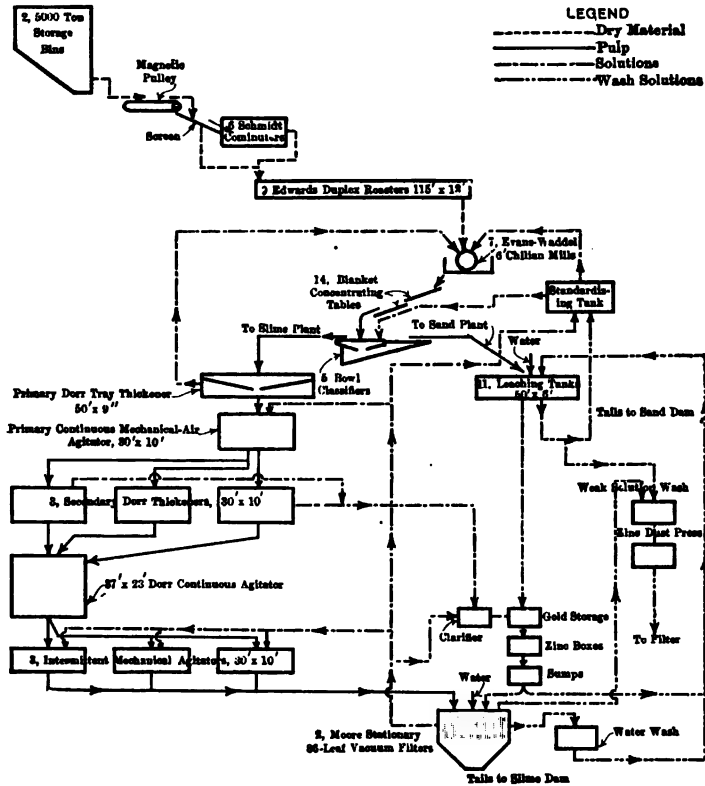 2, 5000 Ton
Storage
Bins
LEGEND
Dry Material
Pulp
Solutions
Wash Solutions
Magnetic
Pulley
Screen
6 Schmidt
Cominuters
Edwards Duplex Roasters 115' x 12'
7, Evans-Waddel
6' Chilian Mills
14, Blanket
Concentrating
Tables
Standardiz-
ing Tank
To Slime Plant
To Sand Plant
Water
5 Bowl
Classifiers
11, Leaching Tanks
50' x 6'
Primary Dorr Tray Thickener
50' x 9"
Tails to Sand Dam
Primary Continuous Mechanical-Air
Agitator, 30' x 10'
3, Secondary Dorr Thickeners, 30' x 10'
Weak Solution Wash
Zinc Dust Press
37' x 23' Dorr Continuous Agitator
Clarifier
Gold Storage
To Filter
Zinc Boxes
3, Intermittent Mechanical Agitators, 30' x 10'
Sumps
Water
2, Moore Stationary
86-Leaf Vacuum Filters
Water Wash
Tails to Slime Dam